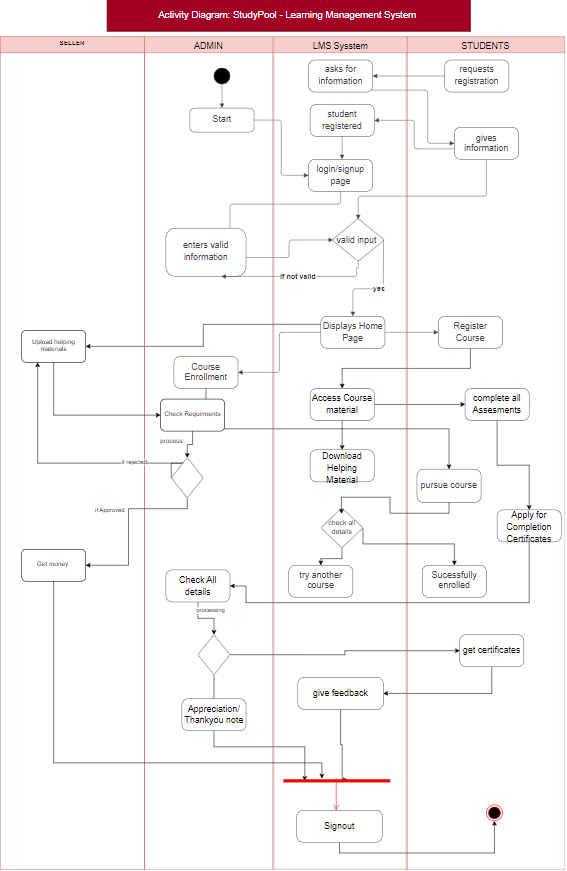 Activity Diagram: StudyPool - Learning Management System
SELLER
ADMIN
LMS Sysstem
STUDENTS
asks for
information
requests
registration
Start
student
registered
gives
information
login/signup
page
enters valid
information
valid input
if not valid
yes
Upload helping
materials
Displays Home
Page
Register
Course
Course
Enrollment
Check Requirments
Access Course
material
complete all
Assesments
process
Download
Helping
Material
if rejected
pursue course
if Approved
check all
details
Apply for
Completion
Certificates
Get money
Check All
details
try another
course
Sucessfully
enrolled
processing
get certificates
give feedback
Appreciation/
Thankyou note
Signout